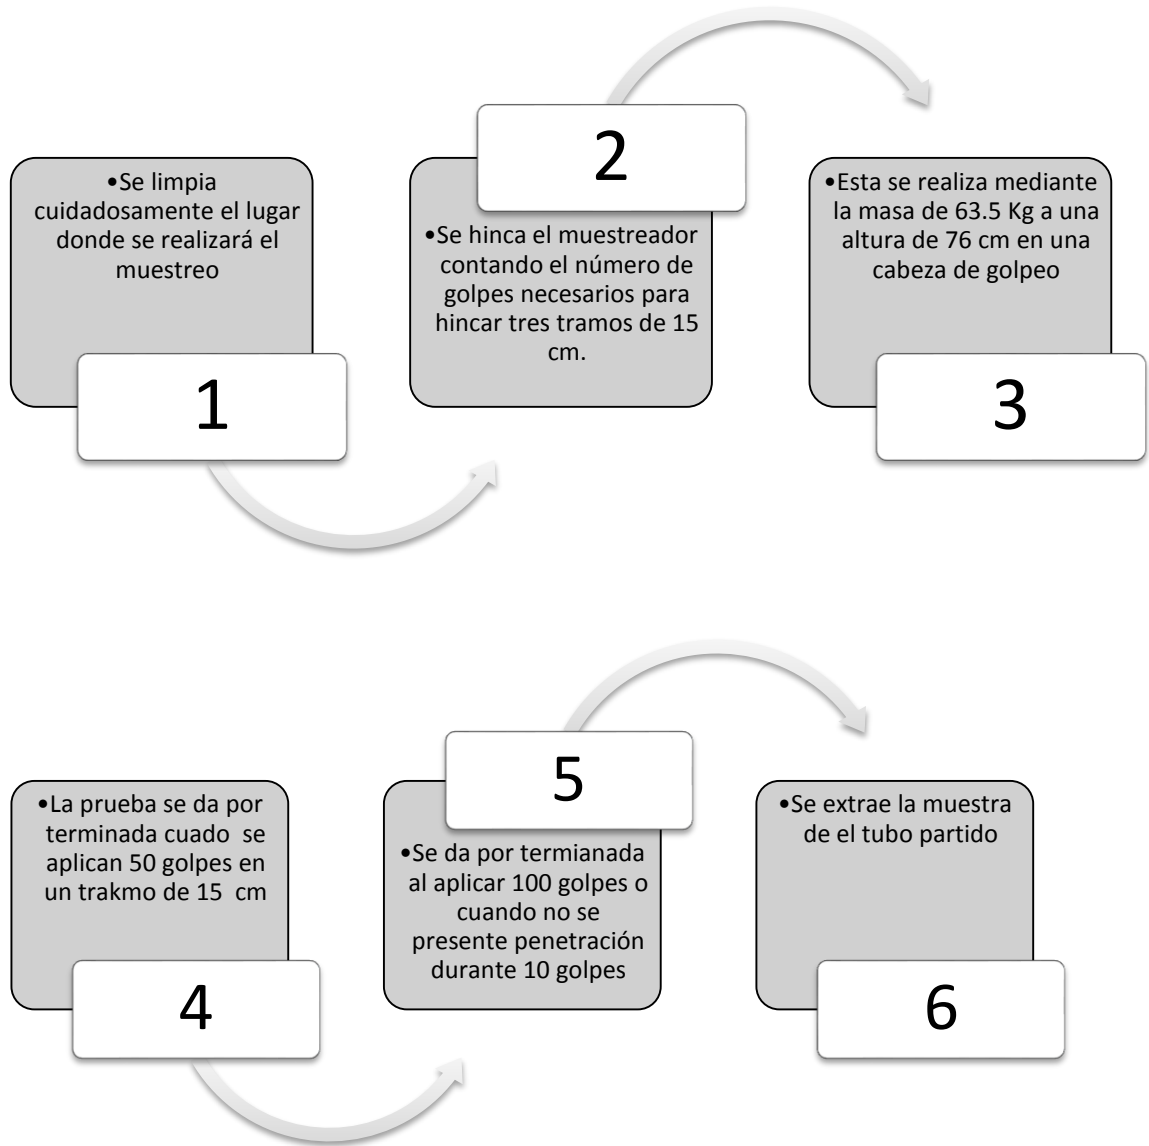 •Se limpia
cuidadosamente el lugar
donde se realizará el
muestreo
1
2
•Se hinca el muestreador
contando el número de
golpes necesarios para
hincar tres tramos de 15
cm.
•Esta se realiza mediante
la masa de 63.5 Kg a una
altura de 76 cm en una
cabeza de golpeo
3
•La prueba se da por
terminada cuado se
aplican 50 golpes en
un trakmo de 15 cm
4
5
•Se da por termianada
al aplicar 100 golpes o
cuando no se
presente penetración
durante 10 golpes
•Se extrae la muestra
de el tubo partido
6